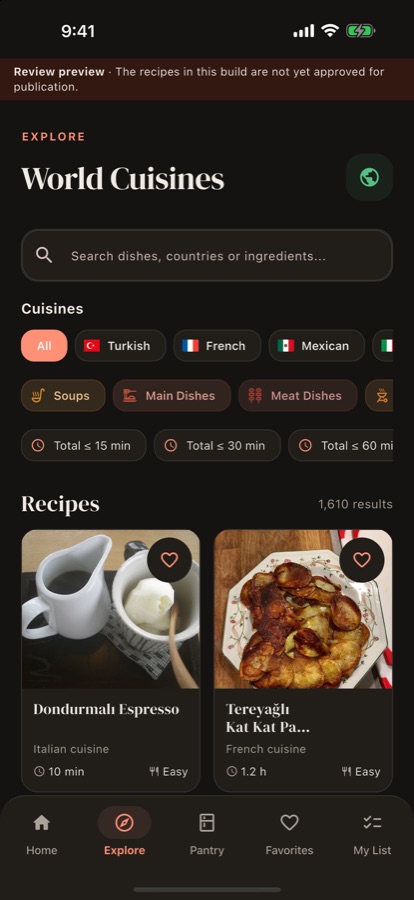 9:41
Review preview · The recipes in this build are not yet approved for
publication.
EXPLORE
World Cuisines
Search dishes, countries or ingredients...
Cuisines
All
Turkish
French
Mexican
Soups
Main Dishes
Meat Dishes
Total ≤ 15 min
Total ≤ 30 min
Total ≤ 60 mi
Recipes
1,610 results
Dondurmalı Espresso
Italian cuisine
10 min
Easy
Tereyağlı
Kat Kat Pa...
French cuisine
1.2 h
Easy
Home
Explore
Pantry
Favorites
My List